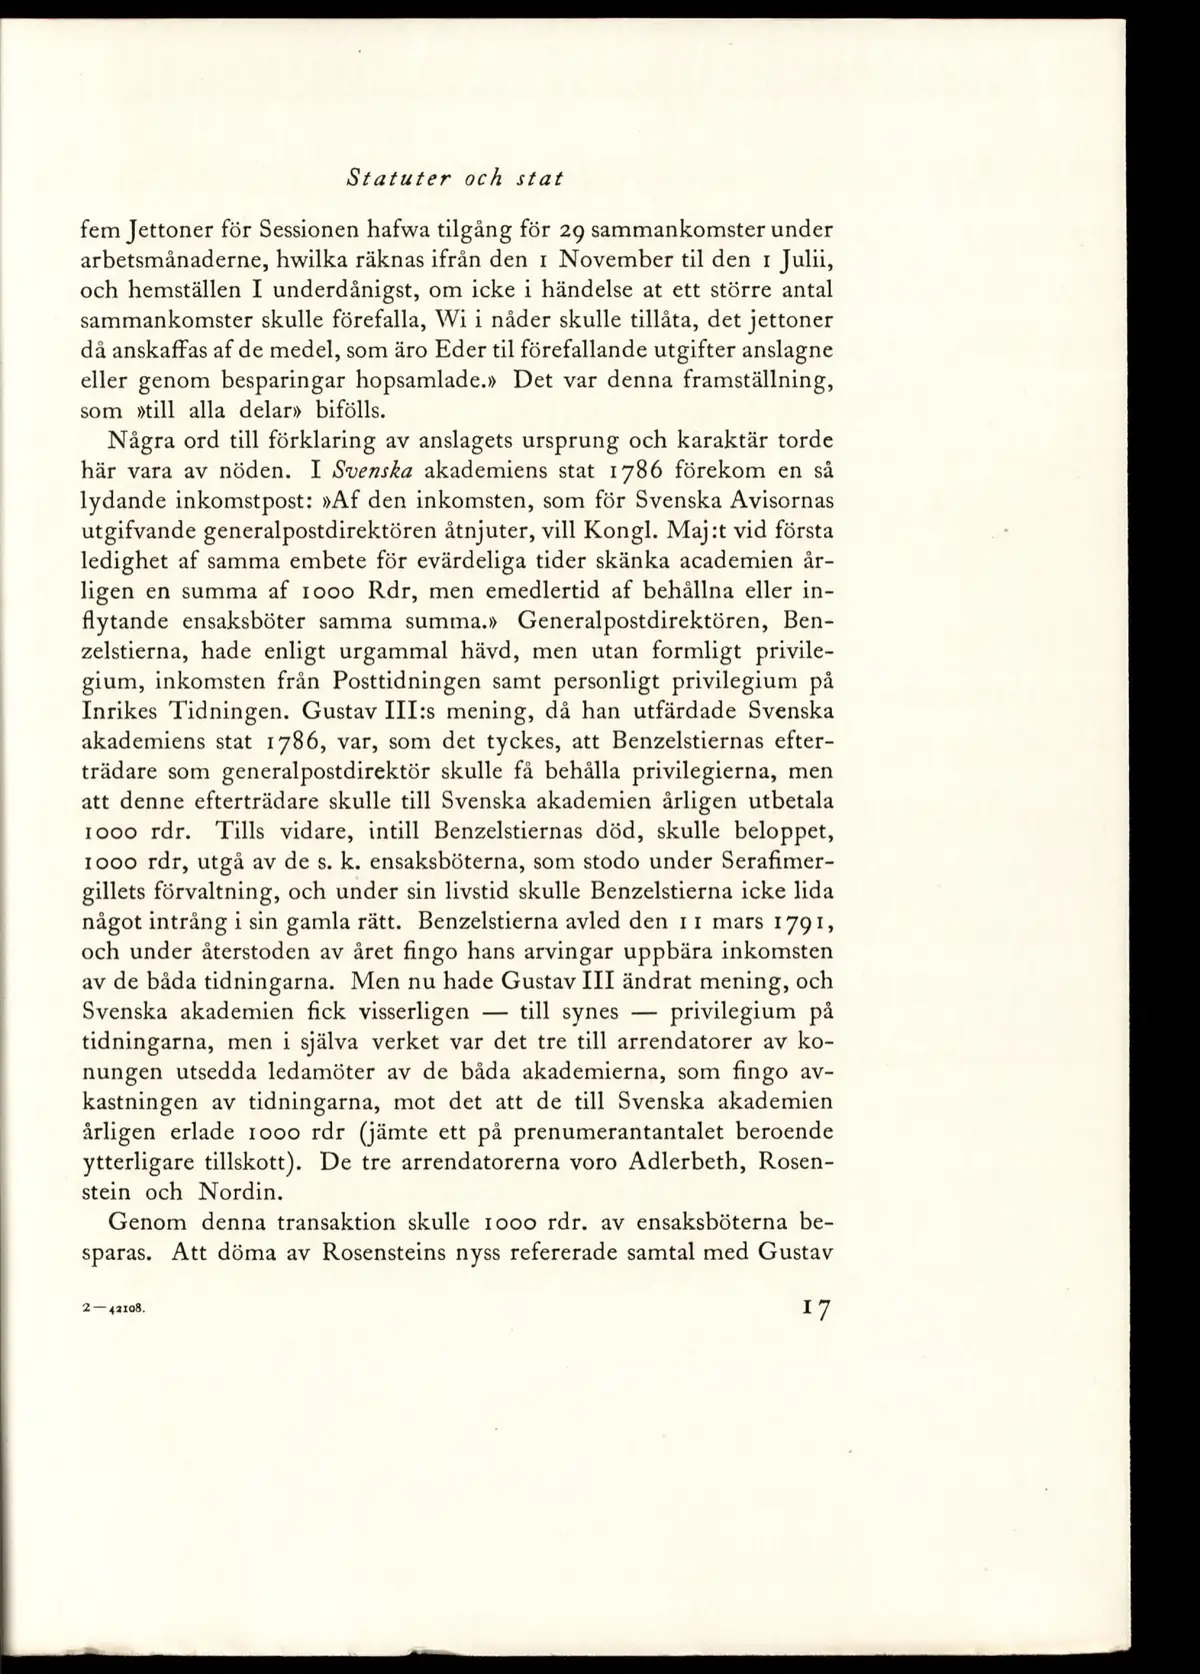 Statuter och stat
fem Jettoner för Sessionen hafwa tilgång för 29 sammankomster under
arbetsmånaderne, hwilka räknas ifrån den 1 November til den 1 Julii,
och hemställen I underdånigst, om icke i händelse at ett större antal
sammankomster skulle förefalla, Wi i nåder skulle tillåta, det jettoner
då anskaffas af de medel, som äro Eder til förefallande utgifter anslagne
eller genom besparingar hopsamlade.» Det var denna framställning,
som »till alla delar» bifölls.
Några ord till förklaring av anslagets ursprung och karaktär torde
här vara av nöden. I Svenska akademiens stat 1786 förekom en så
lydande inkomstpost: »Af den inkomsten, som för Svenska Avisornas
utgifvande generalpostdirektören åtnjuter, vill Kongl. Maj:t vid första
ledighet af samma embete för evärdeliga tider skänka academien år-
ligen en summa af 1000 Rdr, men emedlertid af behållna eller in-
flytande ensaksböter samma summa.» Generalpostdirektören, Ben-
zelstierna, hade enligt urgammal hävd, men utan formligt privile-
gium, inkomsten från Posttidningen samt personligt privilegium på
Inrikes Tidningen. Gustav III:s mening, då han utfärdade Svenska
akademiens stat 1786, var, som det tyckes, att Benzelstiernas efter-
trädare som generalpostdirektör skulle få behålla privilegierna, men
att denne efterträdare skulle till Svenska akademien årligen utbetala
1000 rdr. Tills vidare, intill Benzelstiernas död, skulle beloppet,
1000 rdr, utgå av de s. k. ensaksböterna, som stodo under Serafimer-
gillets förvaltning, och under sin livstid skulle Benzelstierna icke lida
något intrång i sin gamla rätt. Benzelstierna avled den 11 mars 1791,
och under återstoden av året fingo hans arvingar uppbära inkomsten
av de båda tidningarna. Men nu hade Gustav III ändrat mening, och
Svenska akademien fick visserligen — till synes — privilegium på
tidningarna, men i själva verket var det tre till arrendatorer av ko-
nungen utsedda ledamöter av de båda akademierna, som fingo av-
kastningen av tidningarna, mot det att de till Svenska akademien
årligen erlade 1000 rdr (jämte ett på prenumerantantalet beroende
ytterligare tillskott). De tre arrendatorerna voro Adlerbeth, Rosen-
stein och Nordin.
Genom denna transaktion skulle 1000 rdr. av ensaksböterna be-
sparas. Att döma av Rosensteins nyss refererade samtal med Gustav
2—42108.
17